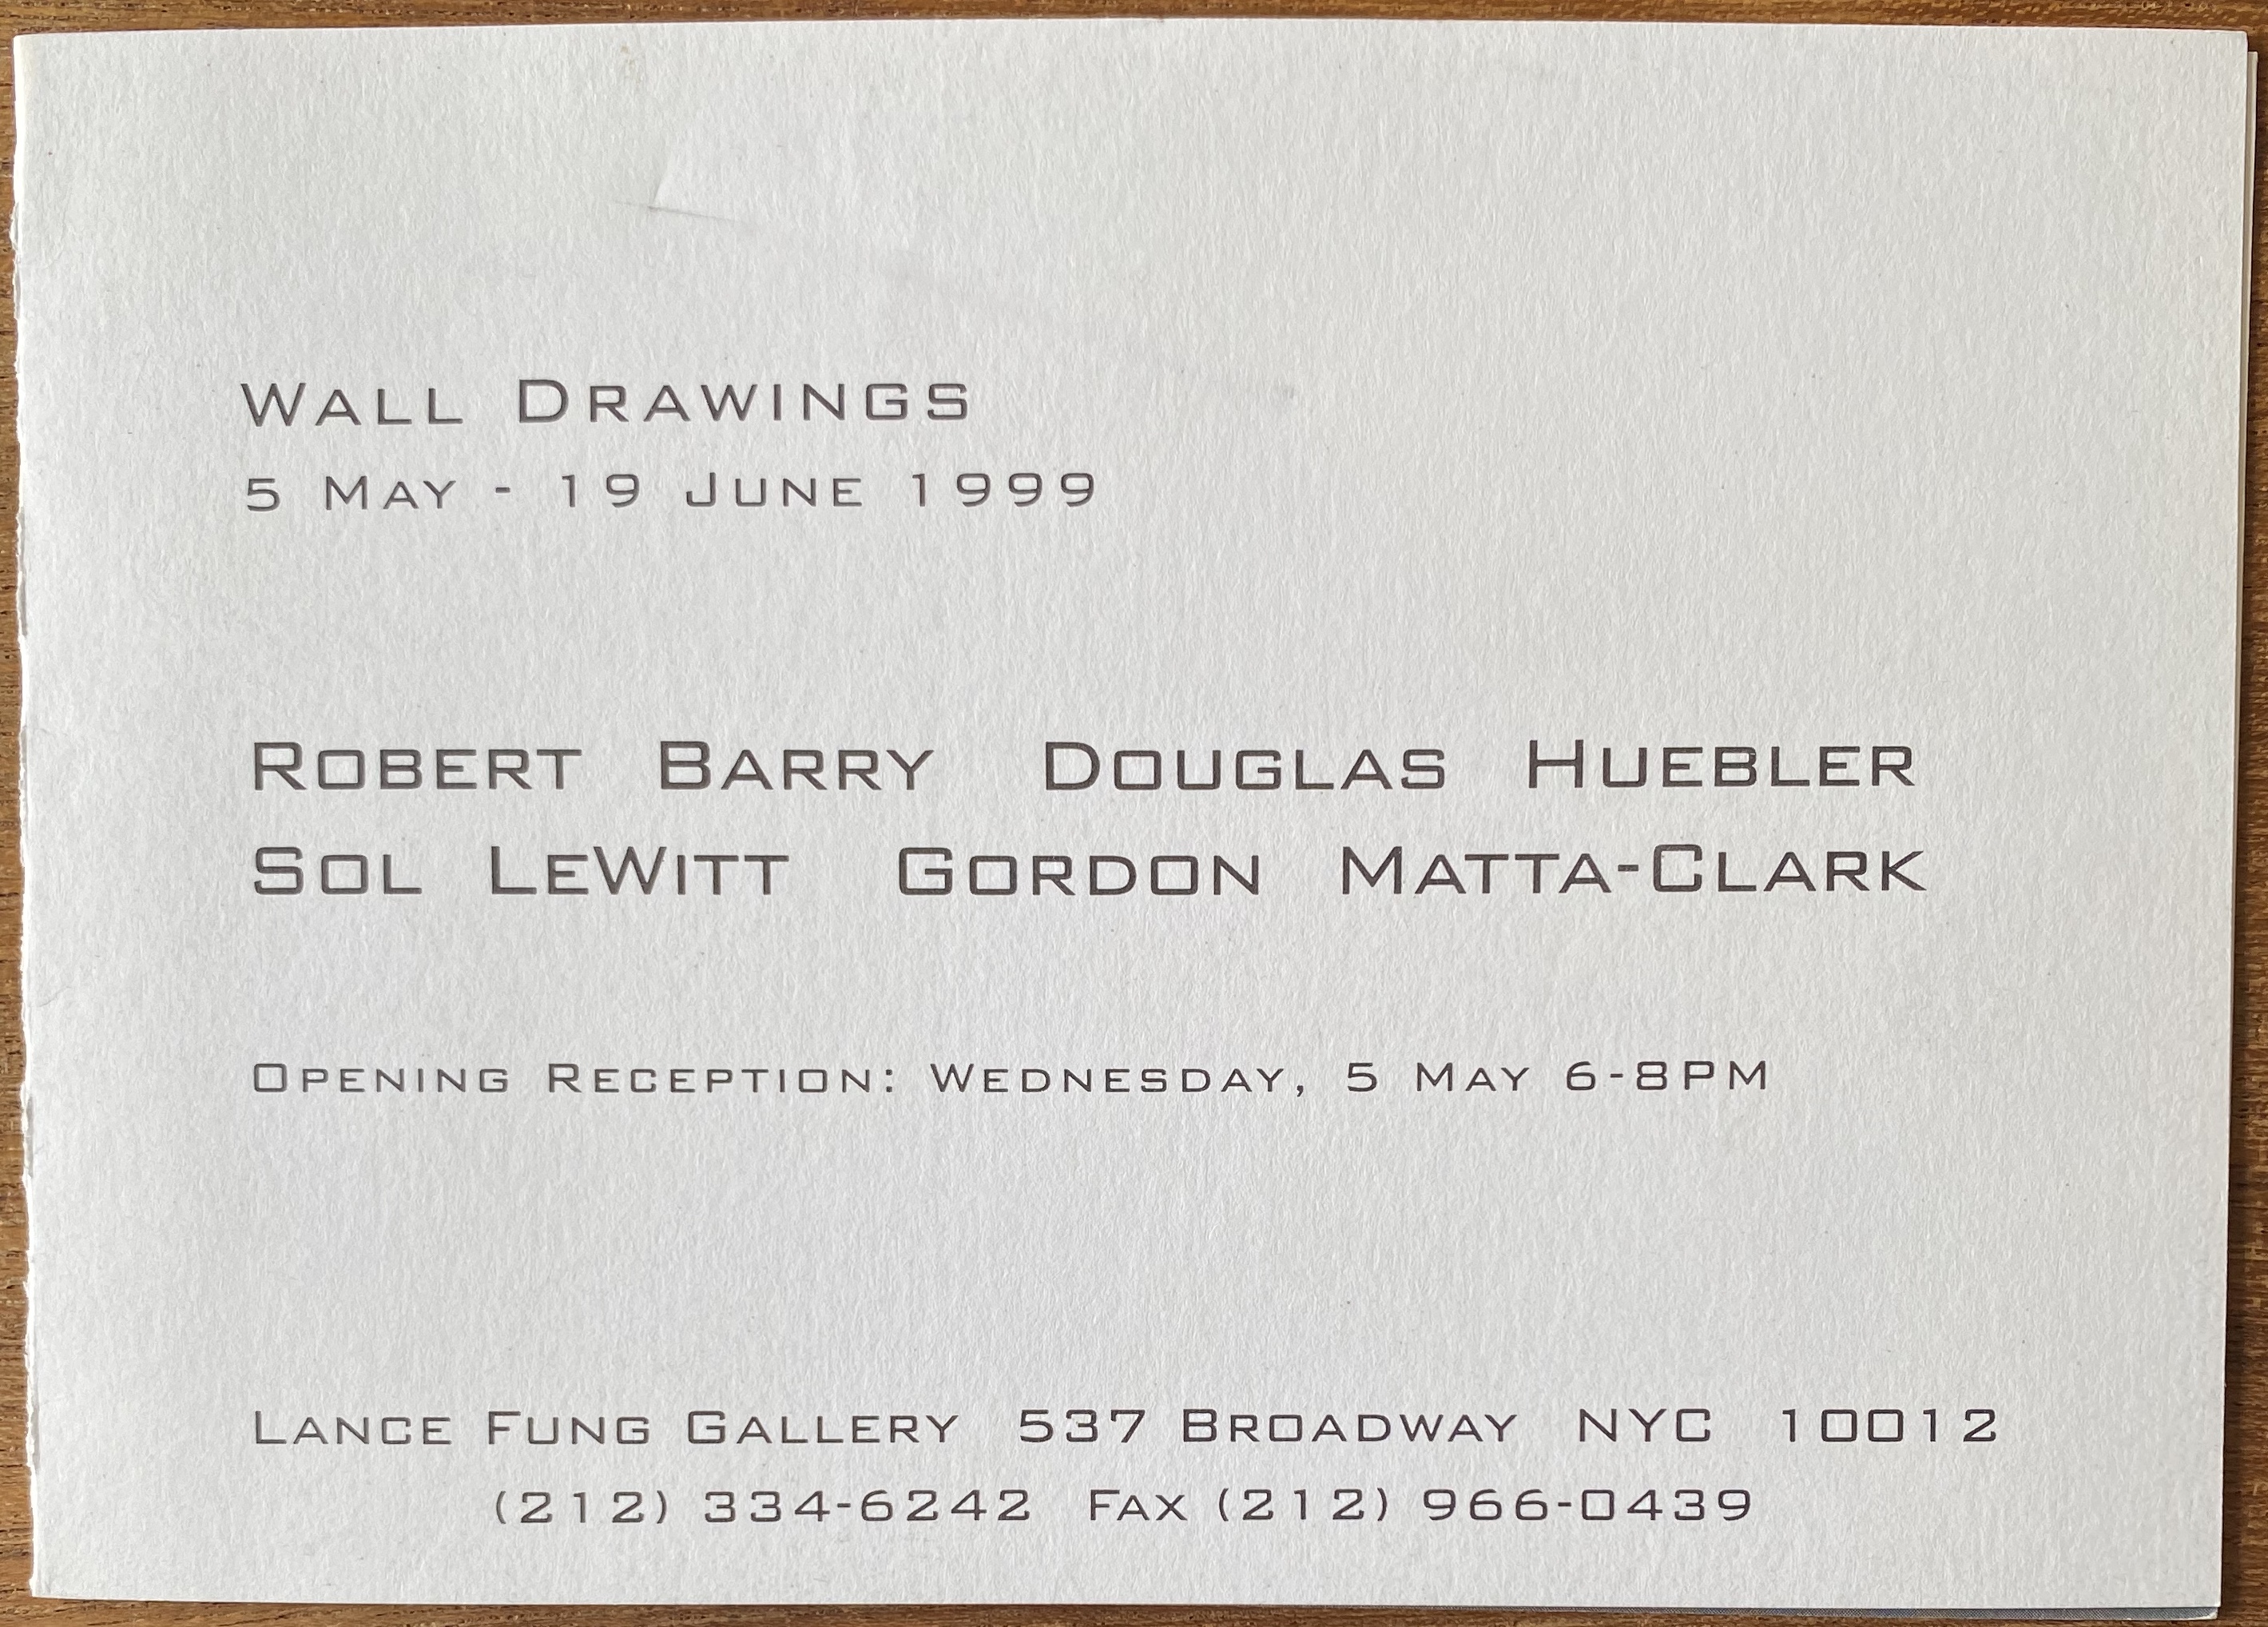 Wall Drawings
5 May - 19 June 1999
Robert Barry Douglas Huebler
Sol LeWitt Gordon Matta-Clark
Opening Reception: Wednesday, 5 May 6-8PM
Lance Fung Gallery 537 Broadway NYC 10012
(212) 334-6242 Fax (212) 966-0439